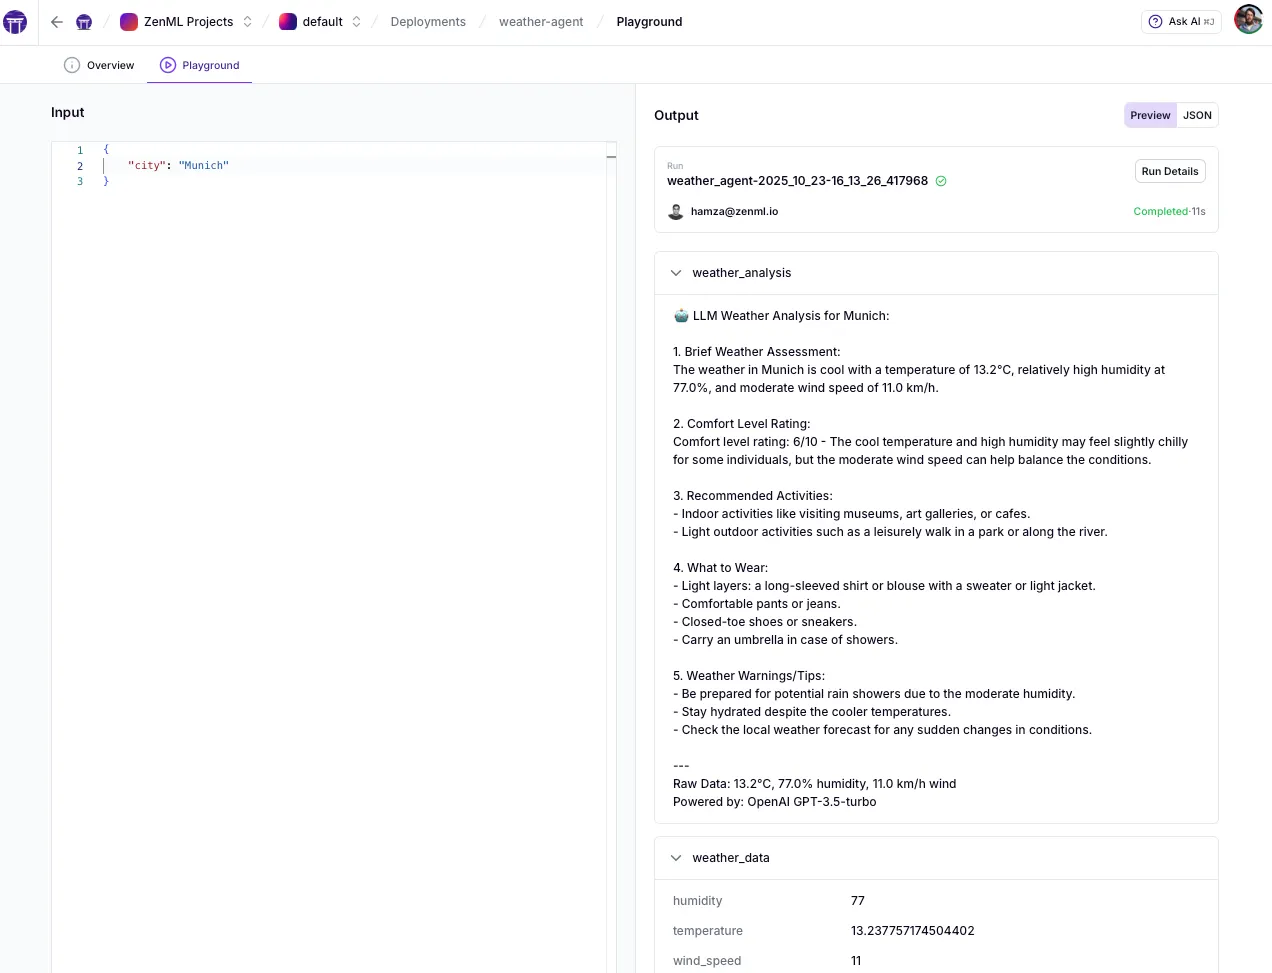 ZenML Projects / default / Deployments / weather-agent / Playground
Ask AI ⌘J
Overview
Playground
Input
1 {
2 "city": "Munich"
3 }
Output
Preview JSON
Run
weather_agent-2025_10_23-16_13_26_417968
Run Details
hamza@zenml.io
Completed·11s
weather_analysis
🤖 LLM Weather Analysis for Munich:
1. Brief Weather Assessment:
The weather in Munich is cool with a temperature of 13.2°C, relatively high humidity at
77.0%, and moderate wind speed of 11.0 km/h.
2. Comfort Level Rating:
Comfort level rating: 6/10 - The cool temperature and high humidity may feel slightly chilly
for some individuals, but the moderate wind speed can help balance the conditions.
3. Recommended Activities:
- Indoor activities like visiting museums, art galleries, or cafes.
- Light outdoor activities such as a leisurely walk in a park or along the river.
4. What to Wear:
- Light layers: a long-sleeved shirt or blouse with a sweater or light jacket.
- Comfortable pants or jeans.
- Closed-toe shoes or sneakers.
- Carry an umbrella in case of showers.
5. Weather Warnings/Tips:
- Be prepared for potential rain showers due to the moderate humidity.
- Stay hydrated despite the cooler temperatures.
- Check the local weather forecast for any sudden changes in conditions.
---
Raw Data: 13.2°C, 77.0% humidity, 11.0 km/h wind
Powered by: OpenAI GPT-3.5-turbo
weather_data
humidity 77
temperature 13.237757174504402
wind_speed 11